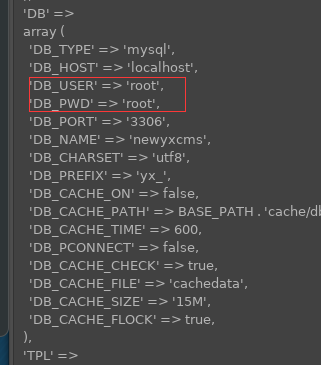 'DB' =>
array (
'DB_TYPE' => 'mysql',
'DB_HOST' => 'localhost',
'DB_USER' => 'root',
'DB_PWD' => 'root',
'DB_PORT' => '3306',
'DB_NAME' => 'newyxcms',
'DB_CHARSET' => 'utf8',
'DB_PREFIX' => 'yx_',
'DB_CACHE_ON' => false,
'DB_CACHE_PATH' => BASE_PATH . 'cache/db
'DB_CACHE_TIME' => 600,
'DB_PCONNECT' => false,
'DB_CACHE_CHECK' => true,
'DB_CACHE_FILE' => 'cachedata',
'DB_CACHE_SIZE' => '15M',
'DB_CACHE_FLOCK' => true,
),
'TPL' =>